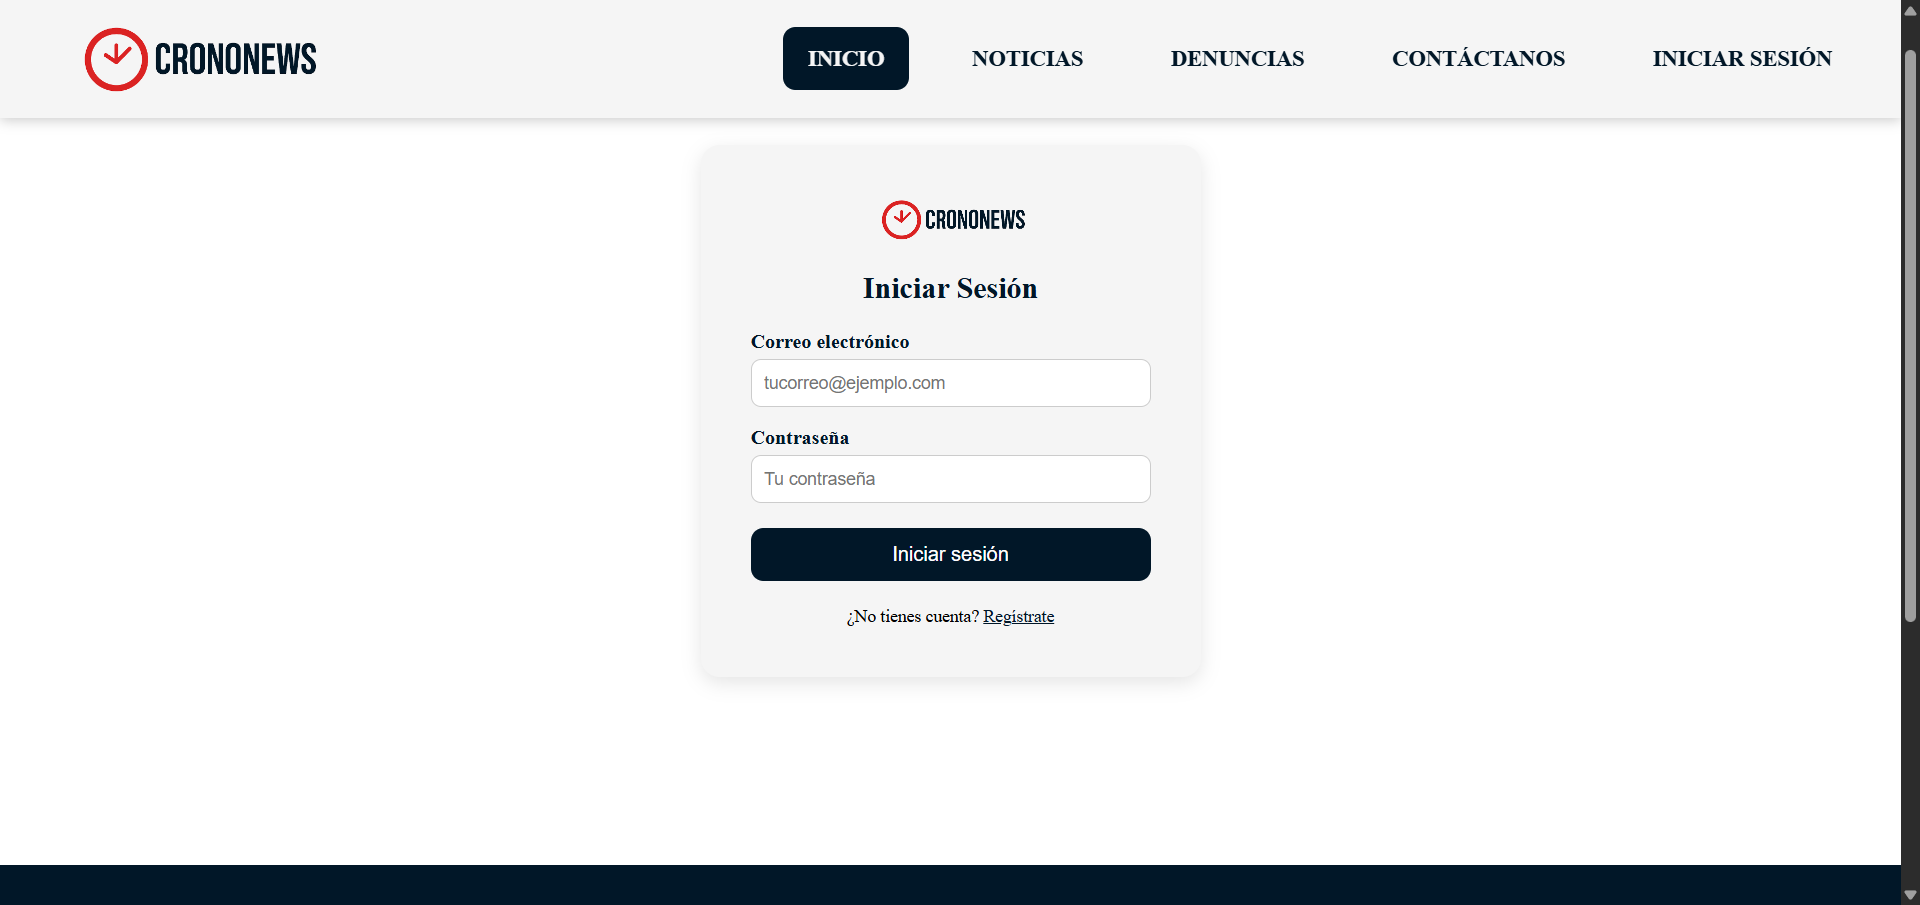 CRONONEWS
INICIO
NOTICIAS
DENUNCIAS
CONTÁCTANOS
INICIAR SESIÓN
CRONONEWS
Iniciar Sesión
Correo electrónico
tucorreo@ejemplo.com
Contraseña
Tu contraseña
Iniciar sesión
¿No tienes cuenta? Regístrate